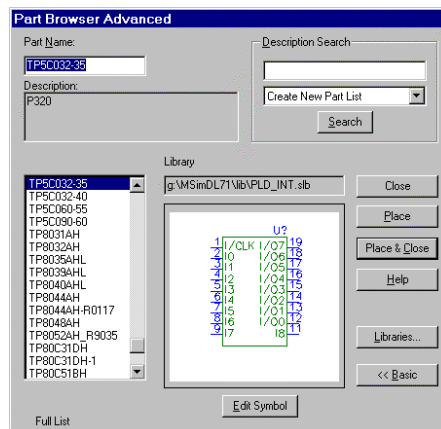 Part Browser Advanced
Part Name:
TP5C032-35
Description:
P320
Description Search
Create New Part List
Search
Library
g:\MSimDL71\lib\PLD_INT.slb
TP5C032-35
TP5C032-40
TP5C060-55
TP5C090-60
TP8031AH
TP8032AH
TP8035AHL
TP8039AHL
TP8040AHL
TP8044AH
TP8044AH-R0117
TP8048AH
TP8052AH_R9035
TP80C31DH
TP80C31DH-1
TP80C51BH
Full List
U?
1 I/CLK I/O7 19
2 I0 I/O6 18
3 I1 I/O5 17
4 I2 I/O4 16
5 I3 I/O3 15
6 I4 I/O2 14
7 I5 I/O1 13
8 I6 I/O0 12
9 I7 I8 11
Edit Symbol
Close
Place
Place & Close
Help
Libraries...
<< Basic